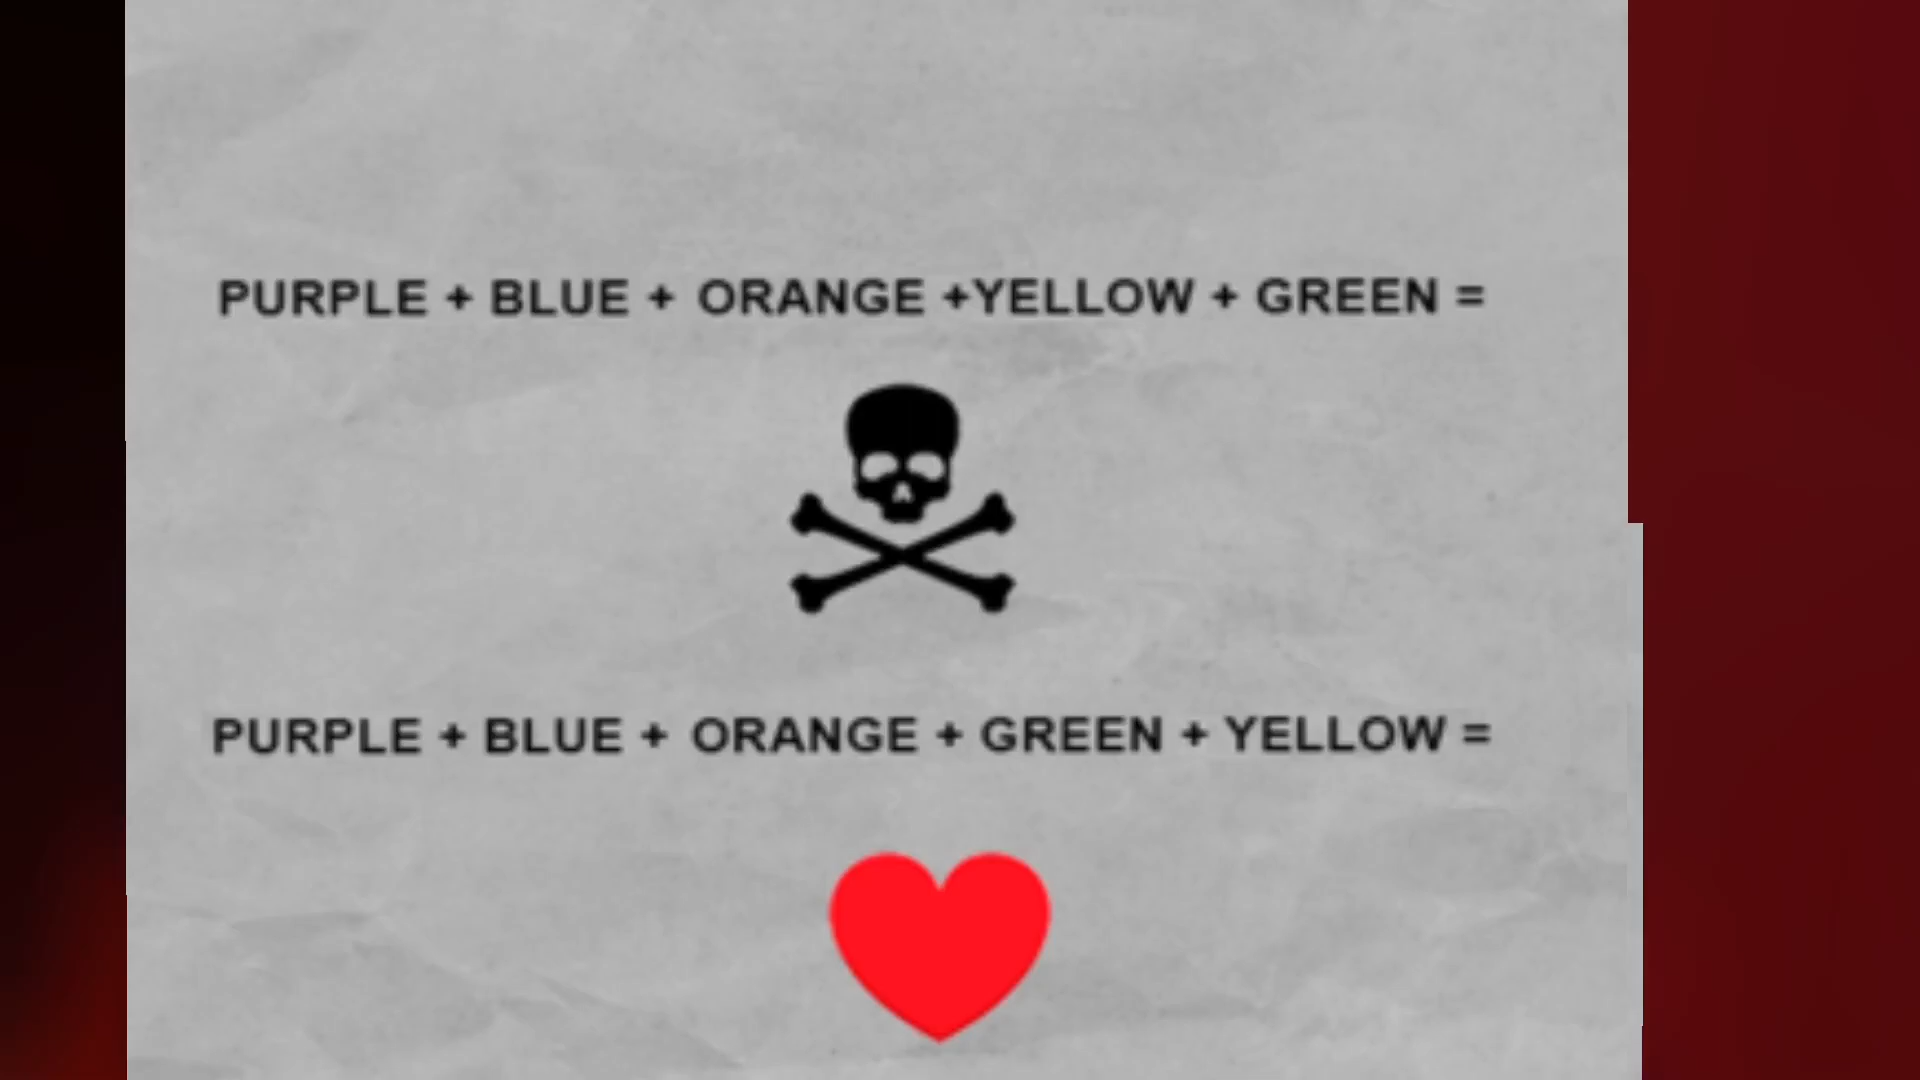 PURPLE + BLUE + ORANGE +YELLOW + GREEN =
PURPLE + BLUE + ORANGE + GREEN + YELLOW =